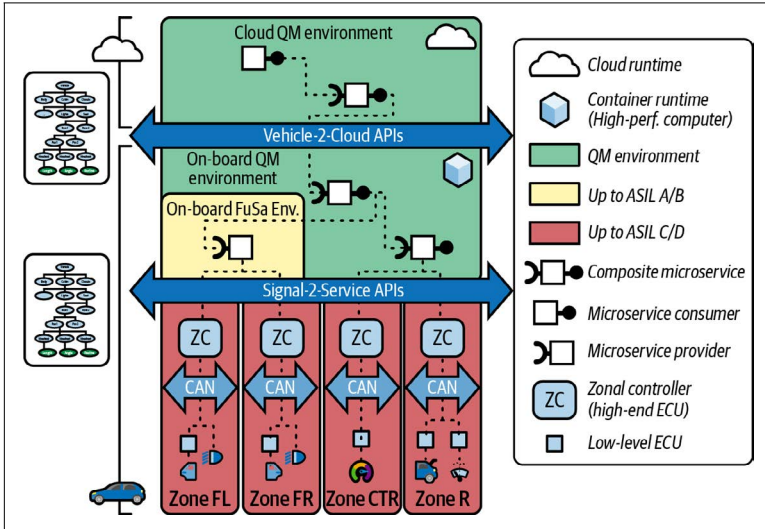 Cloud QM environment
Vehicle-2-Cloud APIs
On-board QM
environment
On-board FuSa Env.
Signal-2-Service APIs
ZC
ZC
ZC
ZC
CAN
CAN
CAN
CAN
Zone FL
Zone FR
Zone CTR
Zone R
Cloud runtime
Container runtime
(High-perf. computer)
QM environment
Up to ASIL A/B
Up to ASIL C/D
Composite microservice
Microservice consumer
Microservice provider
ZC
Zonal controller
(high-end ECU)
Low-level ECU